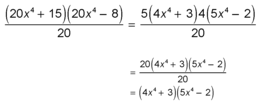 (20x⁴ + 15)(20x⁴ − 8)/20 = 5(4x⁴ + 3)4(5x⁴ − 2)/20
= 20(4x⁴ + 3)(5x⁴ − 2)/20
= (4x⁴ + 3)(5x⁴ − 2)